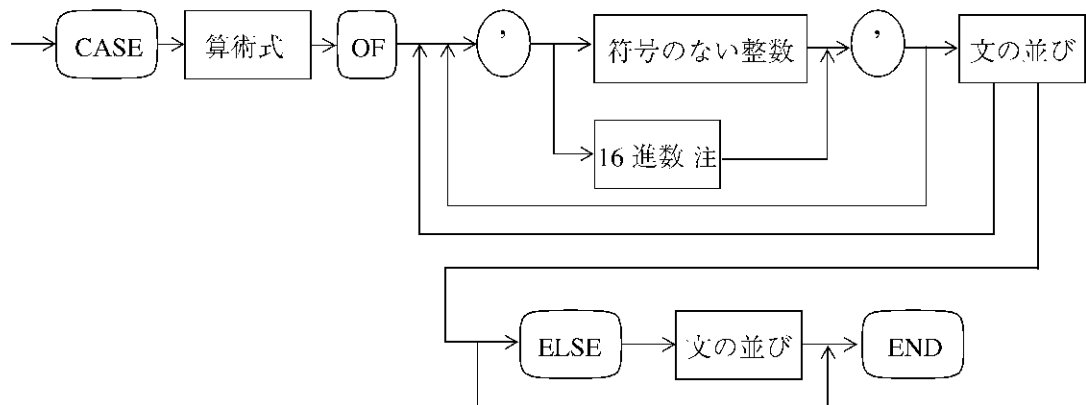 CASE 算術式 OF ’ 符号のない整数 ’ 文の並び
16 進数 注
ELSE 文の並び END